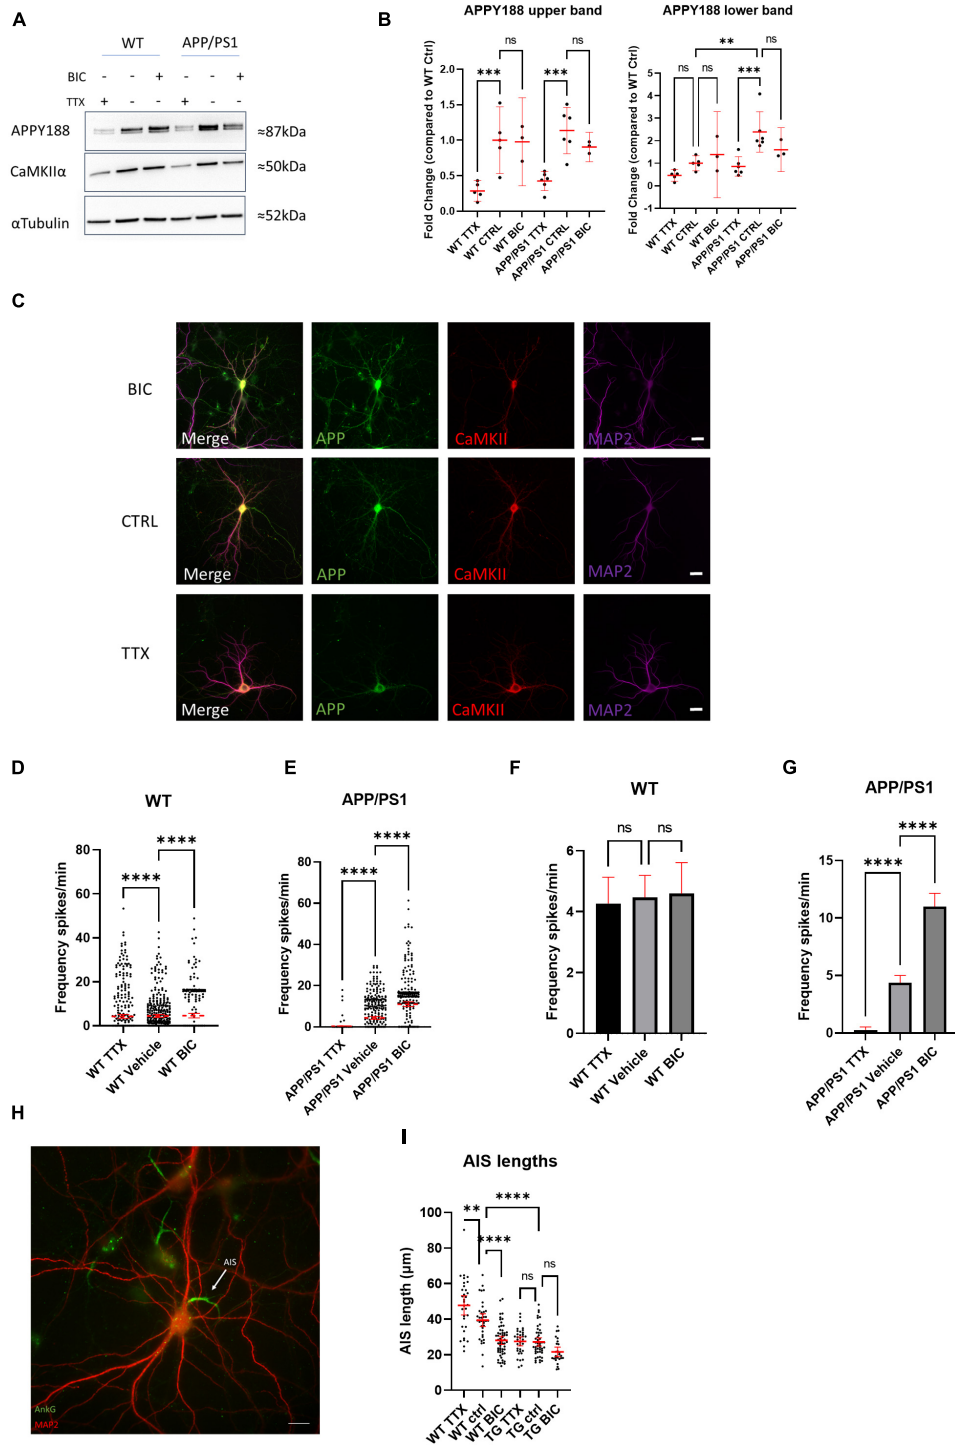 A
WT APP/PS1
BIC - - + - - +
TTX + - - + - -
APPY188 ≈87kDa
CaMKIIα ≈50kDa
αTubulin ≈52kDa
B
APPY188 upper band
Fold Change (compared to WT Ctrl)
ns ns
*** ***
2.0
1.5
1.0
0.5
0.0
WT TTX
WT CTRL
WT BIC
APP/PS1 TTX
APP/PS1 CTRL
APP/PS1 BIC
APPY188 lower band
Fold Change (compared to WT Ctrl)
**
ns ns *** ns
5
4
3
2
1
0
-1
WT TTX
WT CTRL
WT BIC
APP/PS1 TTX
APP/PS1 CTRL
APP/PS1 BIC
C
BIC
Merge APP CaMKII MAP2
CTRL
Merge APP CaMKII MAP2
TTX
Merge APP CaMKII MAP2
D
WT
Frequency spikes/min
****
****
80
60
40
20
0
WT TTX
WT Vehicle
WT BIC
E
APP/PS1
Frequency spikes/min
****
****
80
60
40
20
0
APP/PS1 TTX
APP/PS1 Vehicle
APP/PS1 BIC
F
WT
Frequency spikes/min
ns ns
6
4
2
0
WT TTX
WT Vehicle
WT BIC
G
APP/PS1
Frequency spikes/min
****
****
15
10
5
0
APP/PS1 TTX
APP/PS1 Vehicle
APP/PS1 BIC
H
AIS
AnkG
MAP2
I
AIS lengths
AIS length (μm)
****
**
****
ns
ns
100
80
60
40
20
0
WT TTX
WT ctrl
WT BIC
TG TTX
TG ctrl
TG BIC